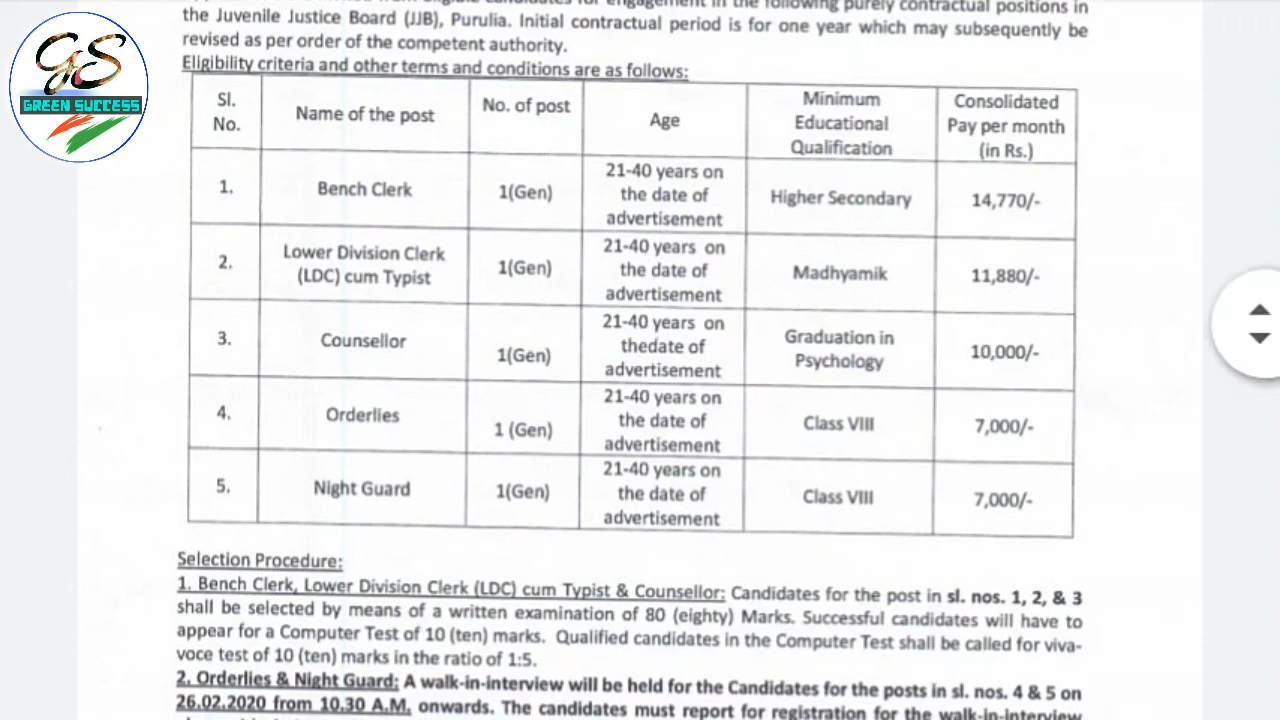 the Juvenile Justice Board (JJB), Purulia. Initial contractual period is for one year which may subsequently be
revised as per order of the competent authority.
Eligibility criteria and other terms and conditions are as follows:
GS
GREEN SUCCESS
Sl. No. Name of the post No. of post Age Minimum Educational Qualification Consolidated Pay per month (in Rs.)
1. Bench Clerk 1(Gen) 21-40 years on the date of advertisement Higher Secondary 14,770/-
2. Lower Division Clerk (LDC) cum Typist 1(Gen) 21-40 years on the date of advertisement Madhyamik 11,880/-
3. Counsellor 1(Gen) 21-40 years on thedate of advertisement Graduation in Psychology 10,000/-
4. Orderlies 1 (Gen) 21-40 years on the date of advertisement Class VIII 7,000/-
5. Night Guard 1(Gen) 21-40 years on the date of advertisement Class VIII 7,000/-
Selection Procedure:
1. Bench Clerk, Lower Division Clerk (LDC) cum Typist & Counsellor: Candidates for the post in sl. nos. 1, 2, & 3
shall be selected by means of a written examination of 80 (eighty) Marks. Successful candidates will have to
appear for a Computer Test of 10 (ten) marks. Qualified candidates in the Computer Test shall be called for viva-
voce test of 10 (ten) marks in the ratio of 1:5.
2. Orderlies & Night Guard: A walk-in-interview will be held for the Candidates for the posts in sl. nos. 4 & 5 on
26.02.2020 from 10.30 A.M. onwards. The candidates must report for registration for the walk-in-interview